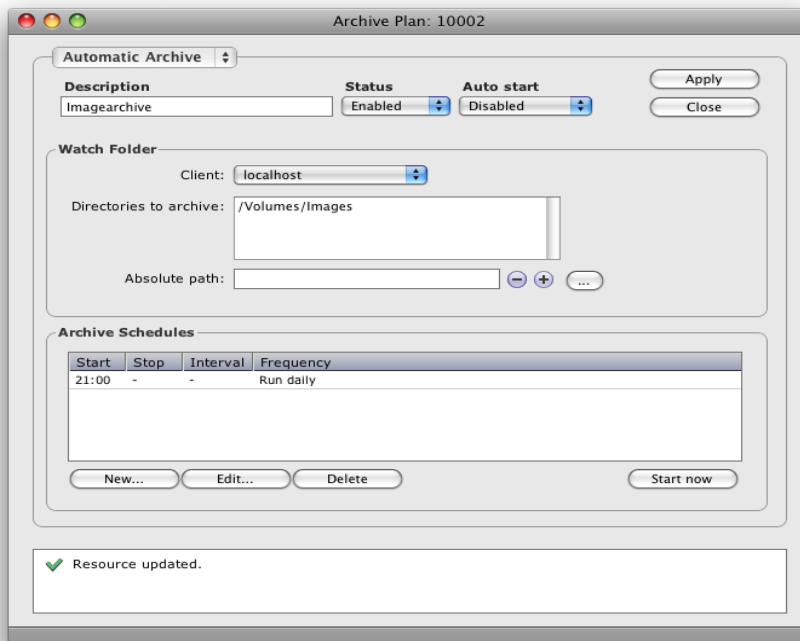 Archive Plan: 10002
Automatic Archive
Description Status Auto start
Imagearchive Enabled Disabled
Apply
Close
Watch Folder
Client: localhost
Directories to archive: /Volumes/Images
Absolute path: ...
Archive Schedules
Start Stop Interval Frequency
21:00 - - Run daily
New... Edit... Delete Start now
Resource updated.